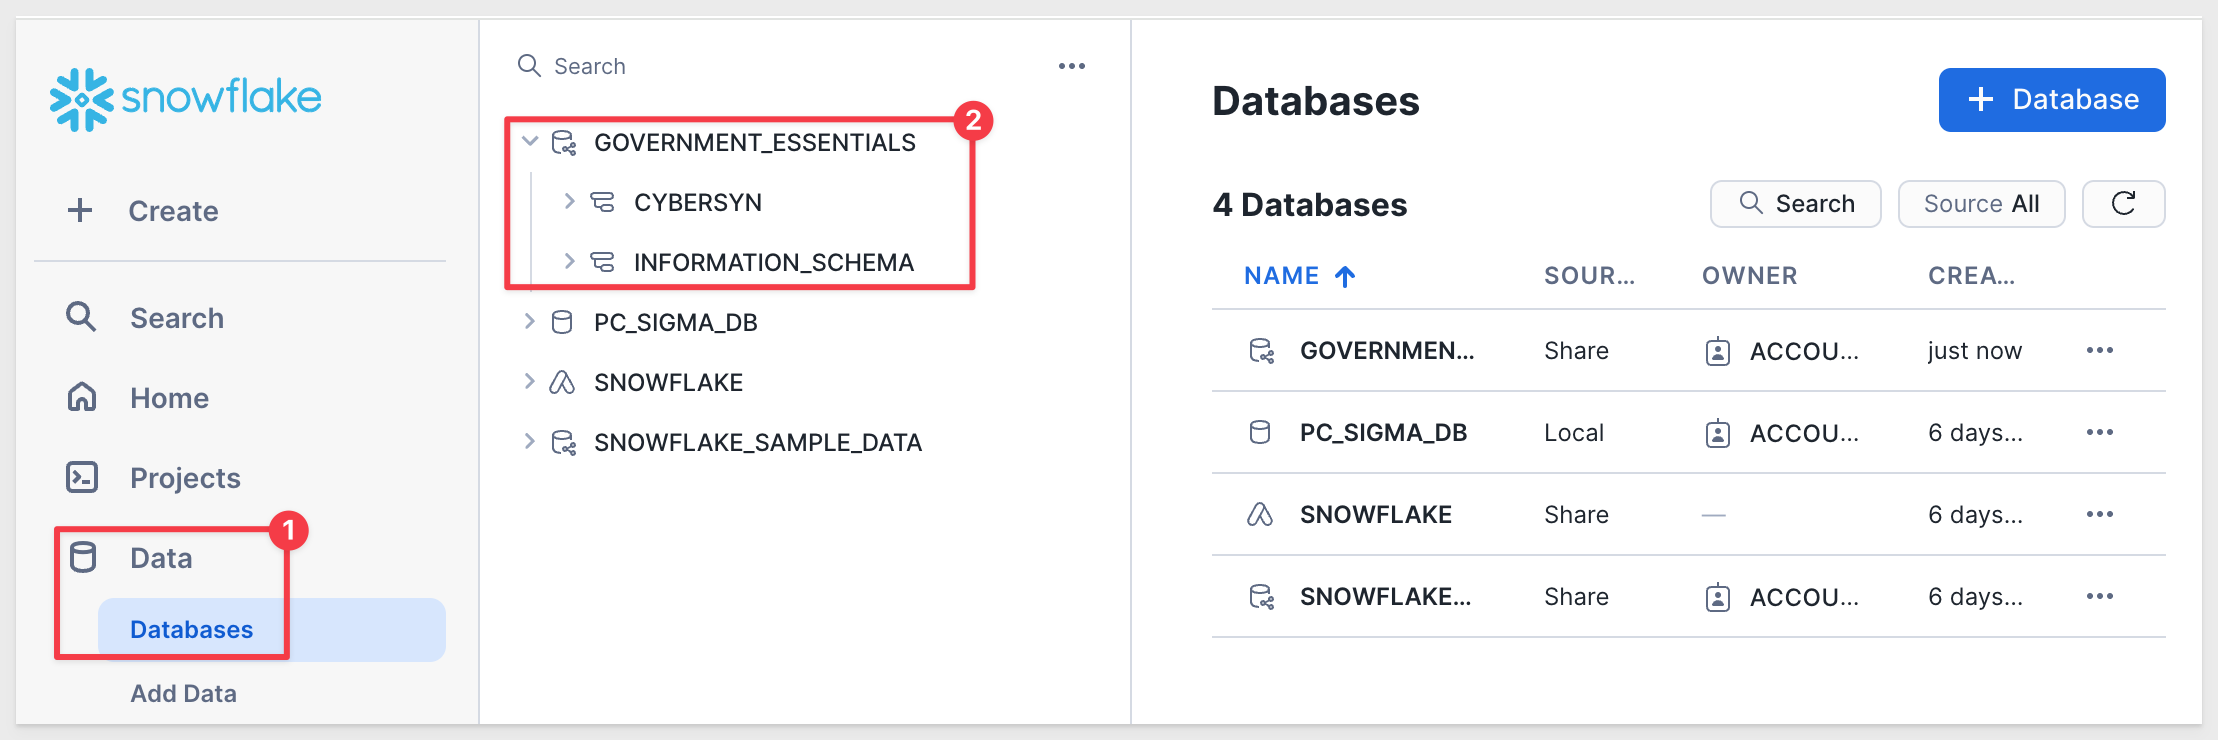 snowflake
Create
Search
Home
Projects
1
Data
Databases
Add Data
Search
2
GOVERNMENT_ESSENTIALS
CYBERSYN
INFORMATION_SCHEMA
PC_SIGMA_DB
SNOWFLAKE
SNOWFLAKE_SAMPLE_DATA
Databases
+ Database
4 Databases
Search
Source All
NAME SOUR... OWNER CREA...
GOVERNMEN... Share ACCOU... just now
PC_SIGMA_DB Local ACCOU... 6 days...
SNOWFLAKE Share — 6 days...
SNOWFLAKE... Share ACCOU... 6 days...